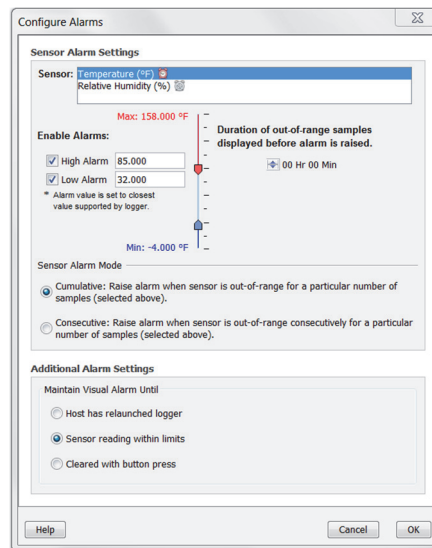 Configure Alarms
Sensor Alarm Settings
Sensor: Temperature (°F)
Relative Humidity (%)
Max: 158.000 °F
Duration of out-of-range samples
displayed before alarm is raised.
Enable Alarms:
00 Hr 00 Min
High Alarm 85.000
Low Alarm 32.000
* Alarm value is set to closest
value supported by logger.
Min: -4.000 °F
Sensor Alarm Mode
Cumulative: Raise alarm when sensor is out-of-range for a particular number of
samples (selected above).
Consecutive: Raise alarm when sensor is out-of-range consecutively for a particular
number of samples (selected above).
Additional Alarm Settings
Maintain Visual Alarm Until
Host has relaunched logger
Sensor reading within limits
Cleared with button press
Help Cancel OK